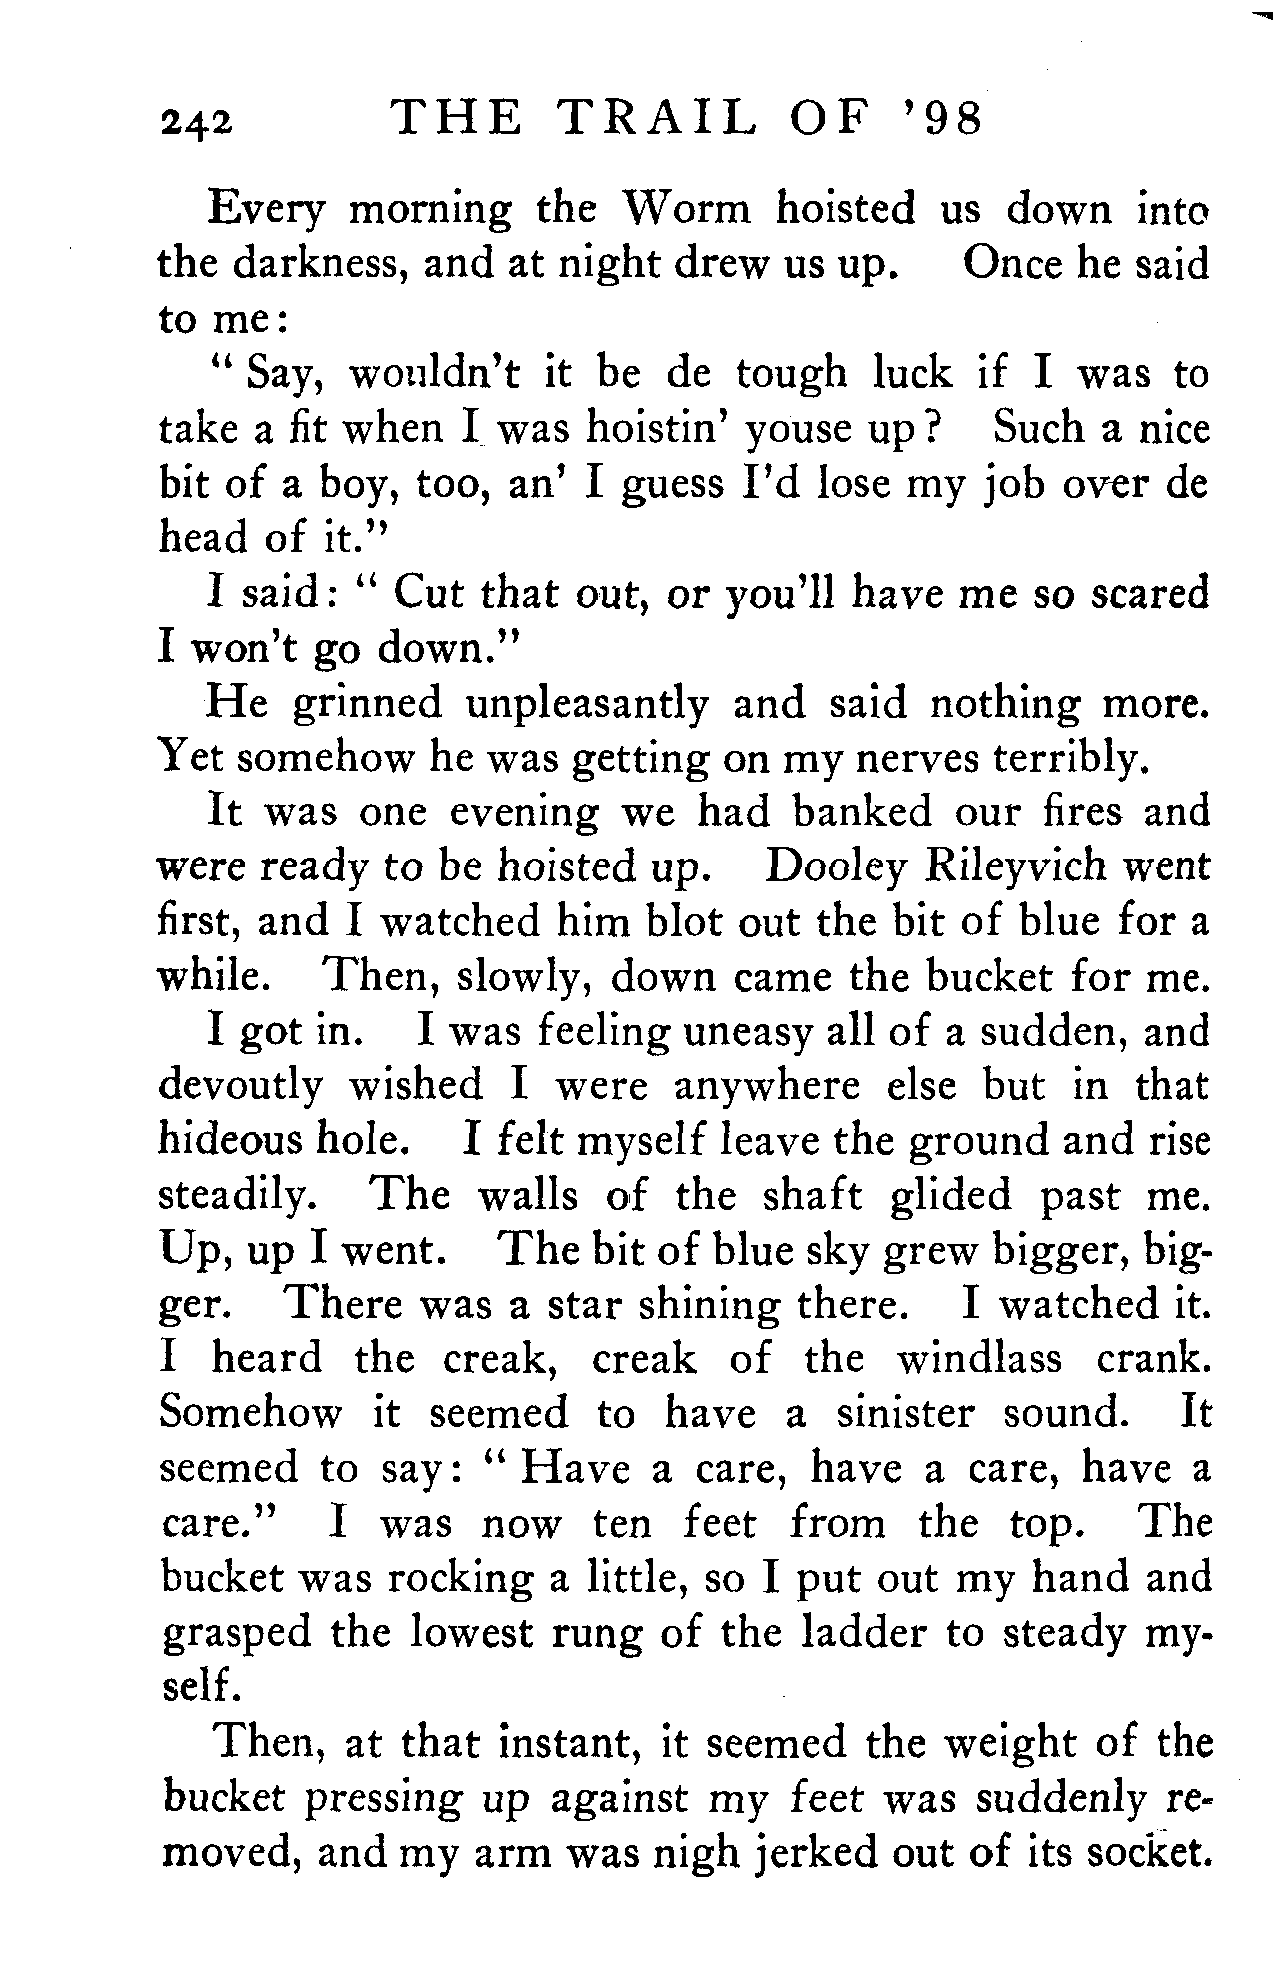 242 THE TRAIL OF '98
Every morning the Worm hoisted us down into
the darkness, and at night drew us up. Once he said
to me:
" Say, wouldn't it be de tough luck if I was to
take a fit when I was hoistin' youse up? Such a nice
bit of a boy, too, an' I guess I'd lose my job over de
head of it."
I said: " Cut that out, or you'll have me so scared
I won't go down."
He grinned unpleasantly and said nothing more.
Yet somehow he was getting on my nerves terribly.
It was one evening we had banked our fires and
were ready to be hoisted up. Dooley Rileyvich went
first, and I watched him blot out the bit of blue for a
while. Then, slowly, down came the bucket for me.
I got in. I was feeling uneasy all of a sudden, and
devoutly wished I were anywhere else but in that
hideous hole. I felt myself leave the ground and rise
steadily. The walls of the shaft glided past me.
Up, up I went. The bit of blue sky grew bigger, big-
ger. There was a star shining there. I watched it.
I heard the creak, creak of the windlass crank.
Somehow it seemed to have a sinister sound. It
seemed to say: " Have a care, have a care, have a
care." I was now ten feet from the top. The
bucket was rocking a little, so I put out my hand and
grasped the lowest rung of the ladder to steady my-
self.
Then, at that instant, it seemed the weight of the
bucket pressing up against my feet was suddenly re-
moved, and my arm was nigh jerked out of its socket.